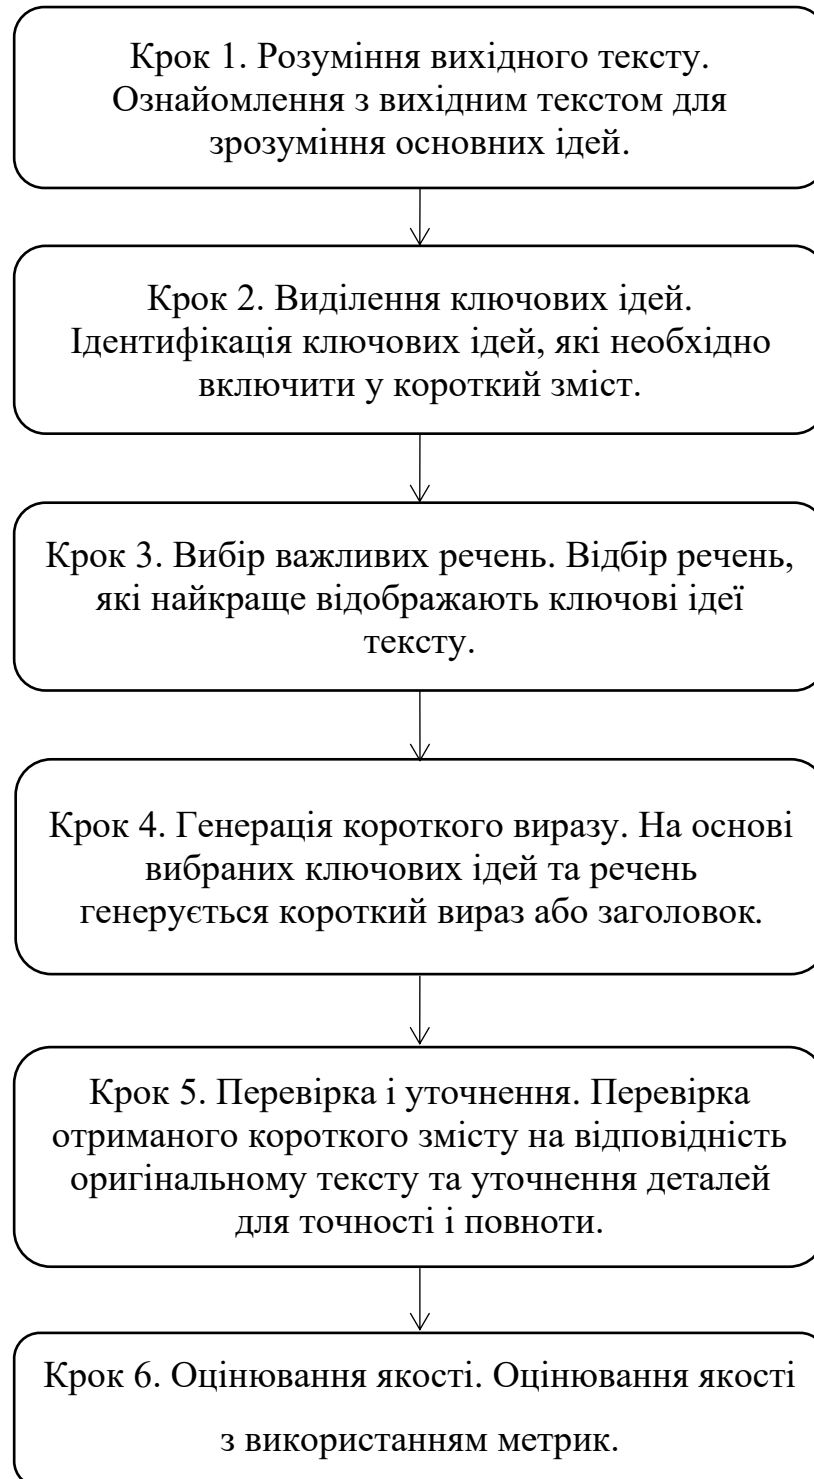 Крок 1. Розуміння вихідного тексту.
Ознайомлення з вихідним текстом для
зрозуміння основних ідей.
Крок 2. Виділення ключових ідей.
Ідентифікація ключових ідей, які необхідно
включити у короткий зміст.
Крок 3. Вибір важливих речень. Відбір речень,
які найкраще відображають ключові ідеї
тексту.
Крок 4. Генерація короткого виразу. На основі
вибраних ключових ідей та речень
генерується короткий вираз або заголовок.
Крок 5. Перевірка і уточнення. Перевірка
отриманого короткого змісту на відповідність
оригінальному тексту та уточнення деталей
для точності і повноти.
Крок 6. Оцінювання якості. Оцінювання якості
з використанням метрик.